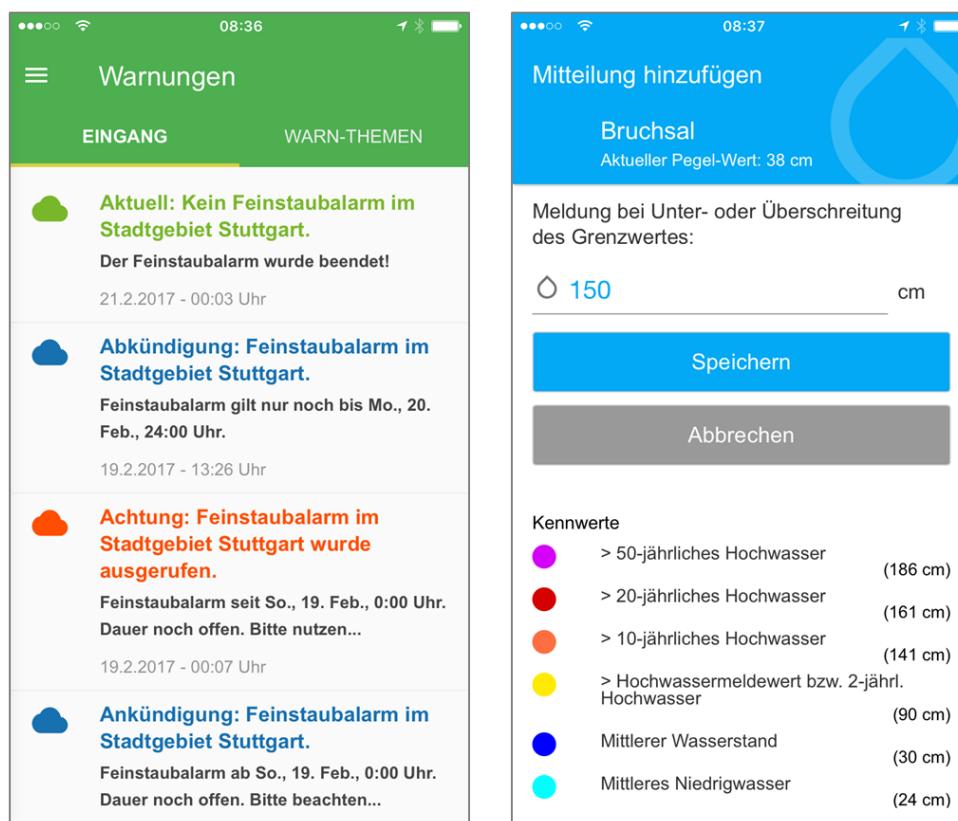 08:36
Warnungen
EINGANG
WARN-THEMEN
Aktuell: Kein Feinstaubalarm im
Stadtgebiet Stuttgart.
Der Feinstaubalarm wurde beendet!
21.2.2017 - 00:03 Uhr
Abkündigung: Feinstaubalarm im
Stadtgebiet Stuttgart.
Feinstaubalarm gilt nur noch bis Mo., 20.
Feb., 24:00 Uhr.
19.2.2017 - 13:26 Uhr
Achtung: Feinstaubalarm im
Stadtgebiet Stuttgart wurde
ausgerufen.
Feinstaubalarm seit So., 19. Feb., 0:00 Uhr.
Dauer noch offen. Bitte nutzen...
19.2.2017 - 00:07 Uhr
Ankündigung: Feinstaubalarm im
Stadtgebiet Stuttgart.
Feinstaubalarm ab So., 19. Feb., 0:00 Uhr.
Dauer noch offen. Bitte beachten...
08:37
Mitteilung hinzufügen
Bruchsal
Aktueller Pegel-Wert: 38 cm
Meldung bei Unter- oder Überschreitung
des Grenzwertes:
150 cm
Speichern
Abbrechen
Kennwerte
> 50-jährliches Hochwasser
(186 cm)
> 20-jährliches Hochwasser
(161 cm)
> 10-jährliches Hochwasser
(141 cm)
> Hochwassermeldewert bzw. 2-jährl.
Hochwasser
(90 cm)
Mittlerer Wasserstand
(30 cm)
Mittleres Niedrigwasser
(24 cm)